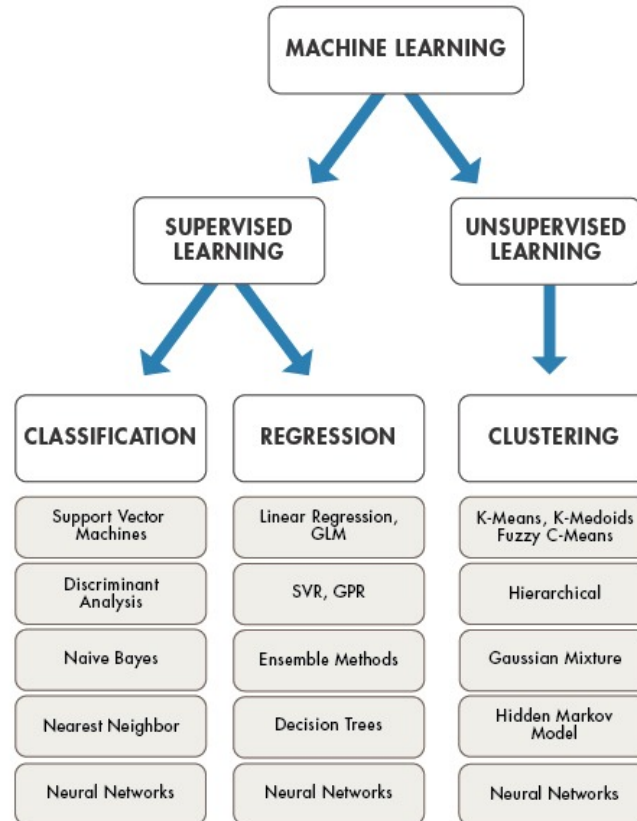 MACHINE LEARNING
SUPERVISED
LEARNING
UNSUPERVISED
LEARNING
CLASSIFICATION
Support Vector
Machines
Discriminant
Analysis
Naive Bayes
Nearest Neighbor
Neural Networks
REGRESSION
Linear Regression,
GLM
SVR, GPR
Ensemble Methods
Decision Trees
Neural Networks
CLUSTERING
K-Means, K-Medoids
Fuzzy C-Means
Hierarchical
Gaussian Mixture
Hidden Markov
Model
Neural Networks